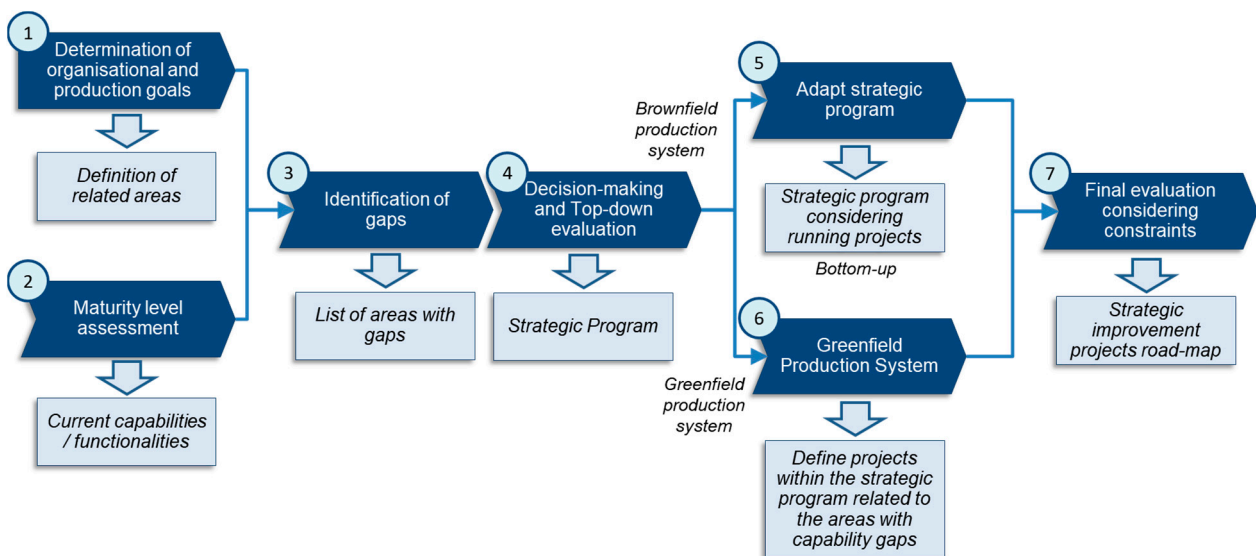 1
Determination of
organisational and
production goals
Definition of
related areas
2
Maturity level
assessment
Current capabilities
/ functionalities
3
Identification of
gaps
List of areas with
gaps
4
Decision-making
and Top-down
evaluation
Strategic Program
Brownfield
production
system
5
Adapt strategic
program
Strategic program
considering
running projects
Bottom-up
Greenfield
production
system
6
Greenfield
Production System
Define projects
within the strategic
program related to
the areas with
capability gaps
7
Final evaluation
considering
constraints
Strategic
improvement
projects road-map